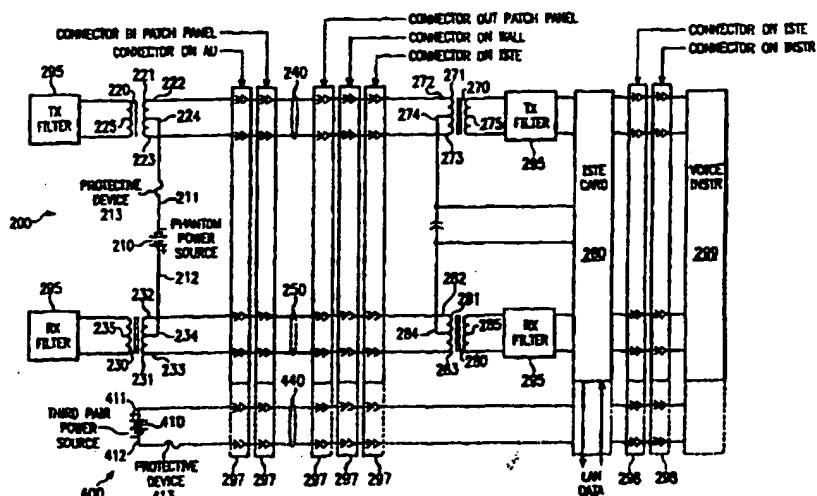 CONNECTOR OUT PATCH PANEL
CONNECTOR IN PATCH PANEL
CONNECTOR ON WALL
CONNECTOR ON AU
CONNECTOR ON ISTE
CONNECTOR ON ISTE
CONNECTOR ON INSTR
295
220
221
222
240
272
271
270
TX
FILTER
225
224
223
274
275
273
TX
FILTER
295
ISTE
CARD
280
VOICE
INSTR
299
PROTECTIVE
DEVICE
213
211
200
210
PHANTOM
POWER
SOURCE
212
295
232
250
282
281
RX
FILTER
235
234
230
233
231
284
285
283
280
RX
FILTER
295
411
440
THIRD PAIR
POWER
SOURCE
410
412
400
PROTECTIVE
DEVICE
413
297
297
297
297
297
LAN
DATA
298
298